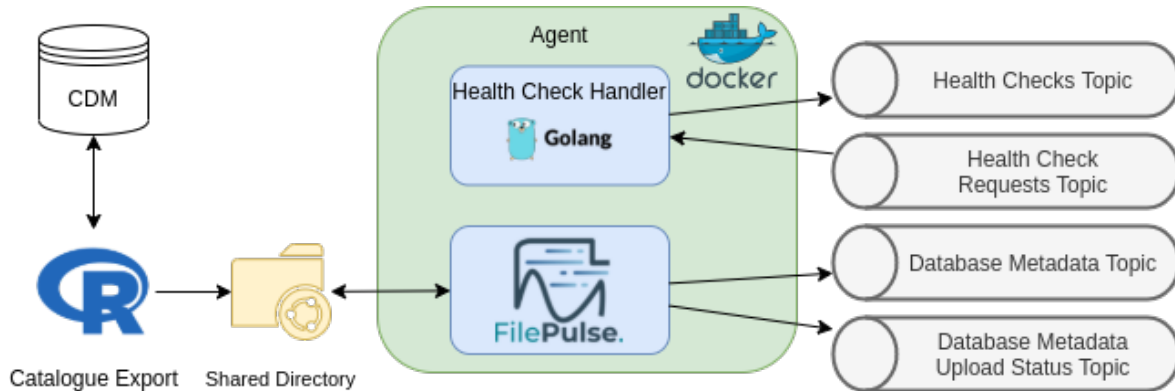 Agent
docker
CDM
Health Check Handler
Golang
Health Checks Topic
Health Check
Requests Topic
R
FilePulse.
Database Metadata Topic
Database Metadata
Upload Status Topic
Catalogue Export
Shared Directory